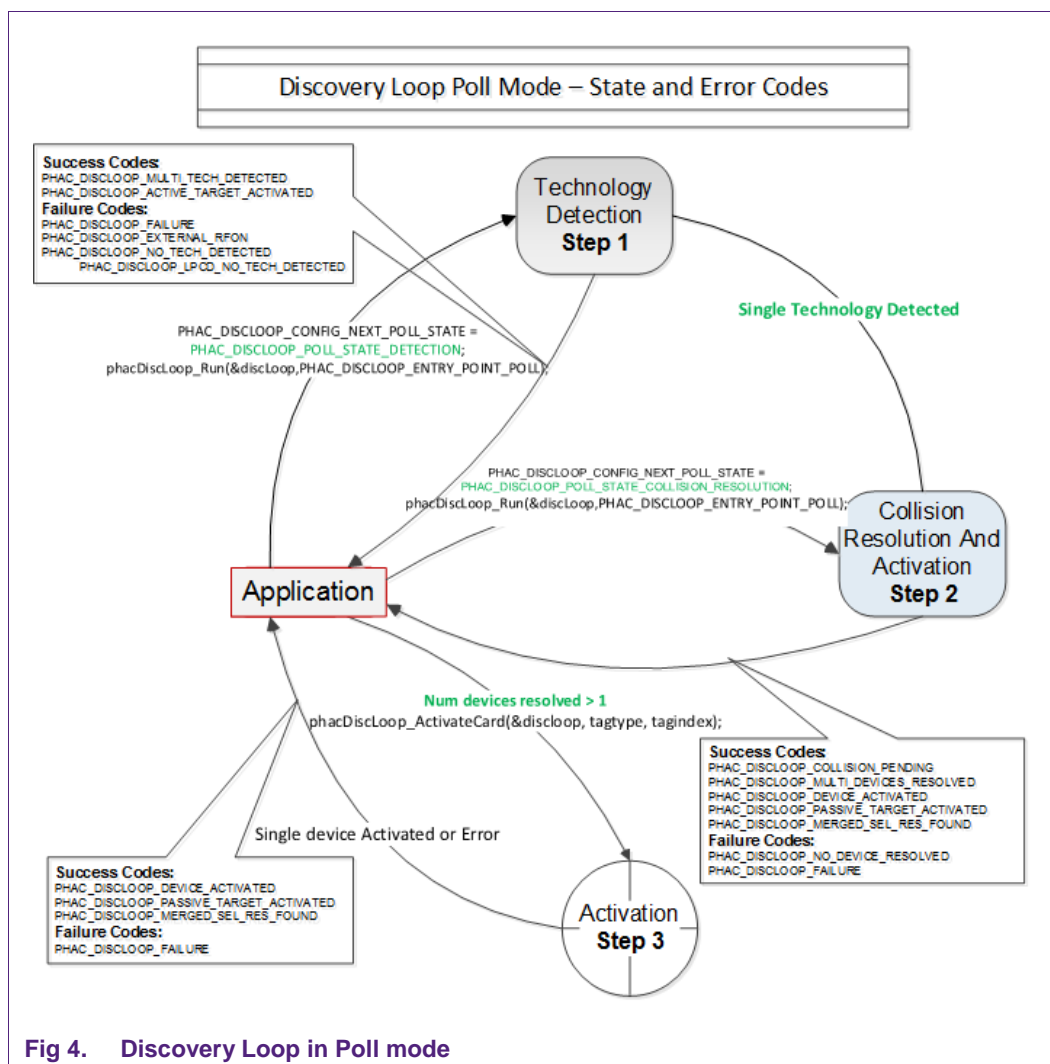 Discovery Loop Poll Mode – State and Error Codes
Success Codes:
PHAC_DISCLOOP_MULTI_TECH_DETECTED
PHAC_DISCLOOP_ACTIVE_TARGET_ACTIVATED
Failure Codes:
PHAC_DISCLOOP_FAILURE
PHAC_DISCLOOP_EXTERNAL_RFON
PHAC_DISCLOOP_NO_TECH_DETECTED
PHAC_DISCLOOP_LPCD_NO_TECH_DETECTED
Technology
Detection
Step 1
Single Technology Detected
PHAC_DISCLOOP_CONFIG_NEXT_POLL_STATE =
PHAC_DISCLOOP_POLL_STATE_DETECTION;
phacDiscLoop_Run(&discLoop,PHAC_DISCLOOP_ENTRY_POINT_POLL);
PHAC_DISCLOOP_CONFIG_NEXT_POLL_STATE =
PHAC_DISCLOOP_POLL_STATE_COLLISION_RESOLUTION;
phacDiscLoop_Run(&discLoop,PHAC_DISCLOOP_ENTRY_POINT_POLL);
Collision
Resolution And
Activation
Step 2
Application
Num devices resolved > 1
phacDiscLoop_ActivateCard(&discloop, tagtype, tagindex);
Success Codes:
PHAC_DISCLOOP_COLLISION_PENDING
PHAC_DISCLOOP_MULTI_DEVICES_RESOLVED
PHAC_DISCLOOP_DEVICE_ACTIVATED
PHAC_DISCLOOP_PASSIVE_TARGET_ACTIVATED
PHAC_DISCLOOP_MERGED_SEL_RES_FOUND
Failure Codes:
PHAC_DISCLOOP_NO_DEVICE_RESOLVED
PHAC_DISCLOOP_FAILURE
Single device Activated or Error
Success Codes:
PHAC_DISCLOOP_DEVICE_ACTIVATED
PHAC_DISCLOOP_PASSIVE_TARGET_ACTIVATED
PHAC_DISCLOOP_MERGED_SEL_RES_FOUND
Failure Codes:
PHAC_DISCLOOP_FAILURE
Activation
Step 3
Fig 4. Discovery Loop in Poll mode